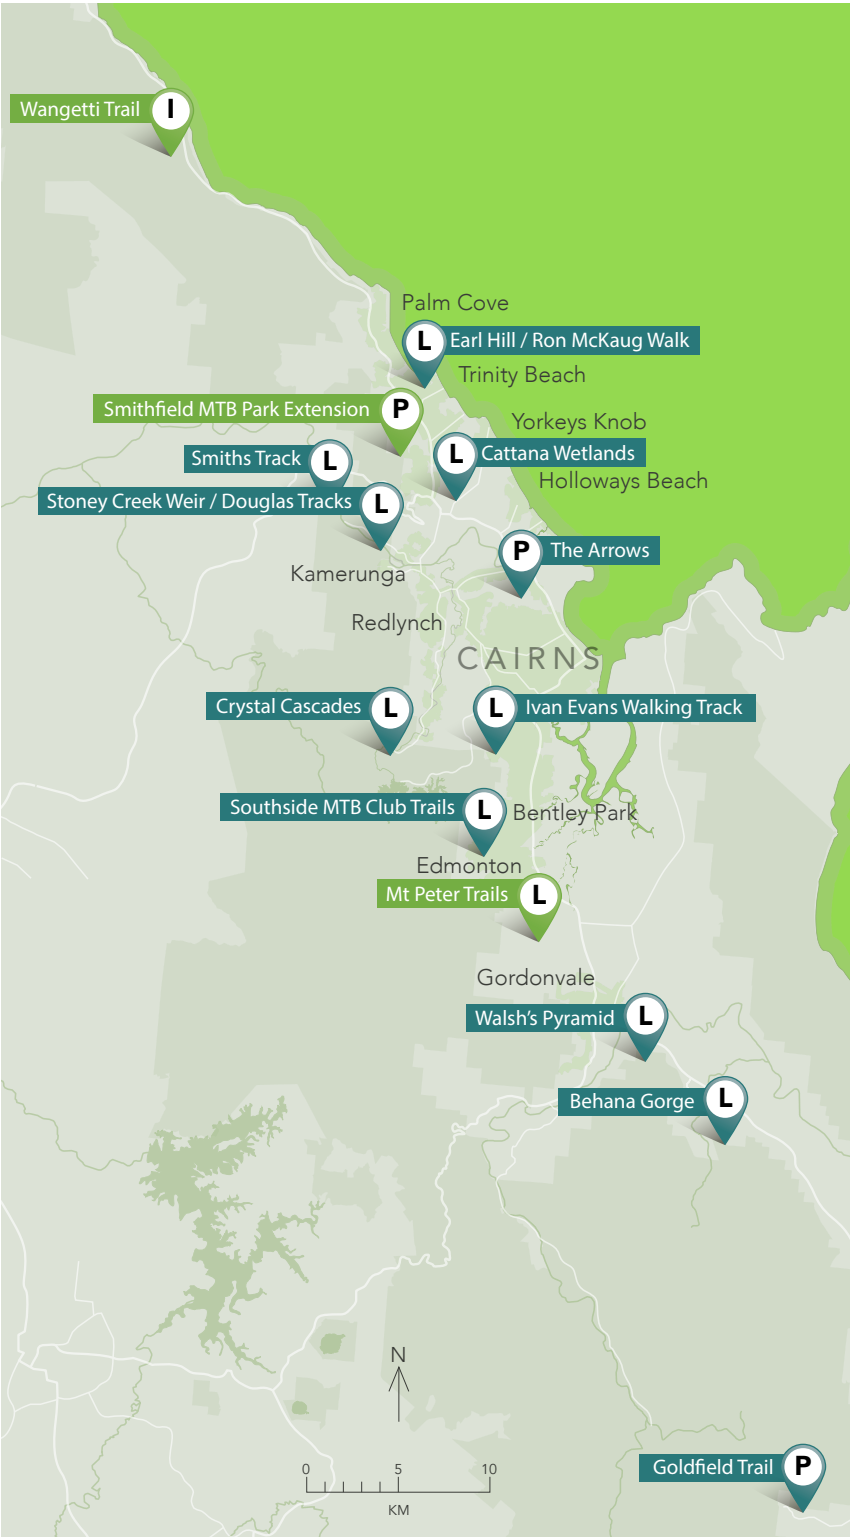 Wangetti Trail I
Palm Cove
L Earl Hill / Ron McKaug Walk
Trinity Beach
Smithfield MTB Park Extension P
Yorkeys Knob
Smiths Track L
L Cattana Wetlands
Holloways Beach
Stoney Creek Weir / Douglas Tracks L
P The Arrows
Kamerunga
Redlynch
CAIRNS
Crystal Cascades L
L Ivan Evans Walking Track
Southside MTB Club Trails L
Bentley Park
Edmonton
Mt Peter Trails L
Gordonvale
Walsh's Pyramid L
Behana Gorge L
N
0 5 10
KM
Goldfield Trail P